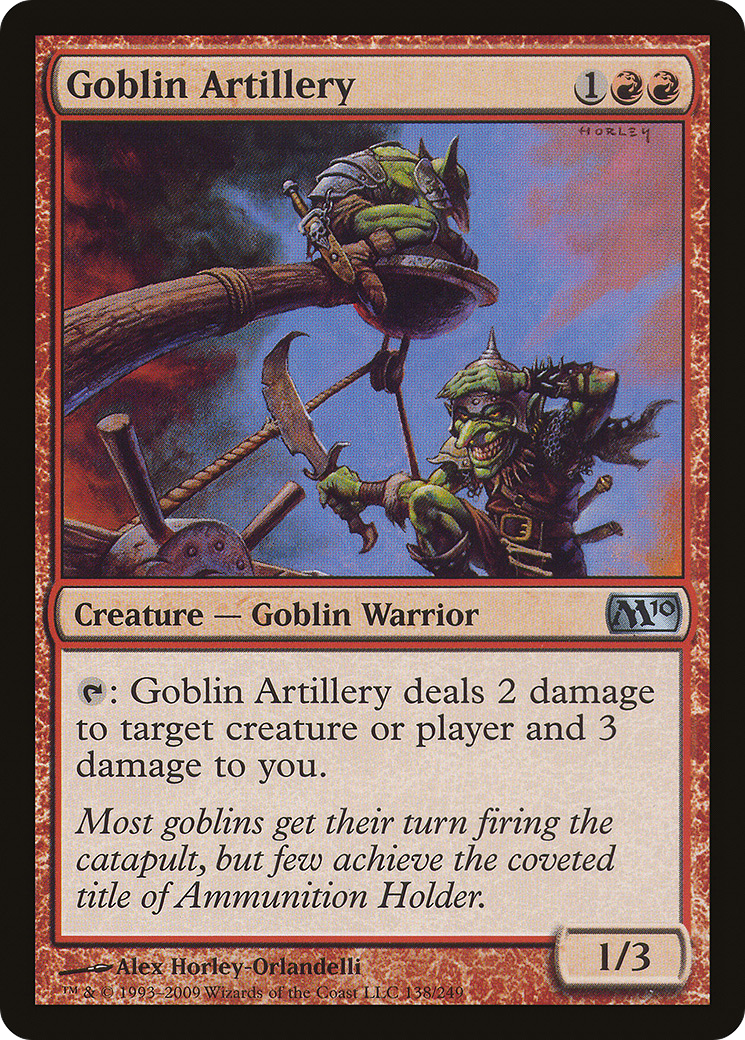 Goblin Artillery 1
HORLEY
Creature — Goblin Warrior M10
: Goblin Artillery deals 2 damage
to target creature or player and 3
damage to you.
Most goblins get their turn firing the
catapult, but few achieve the coveted
title of Ammunition Holder.
1/3
Alex Horley-Orlandelli
™ & © 1993–2009 Wizards of the Coast LLC 138/249